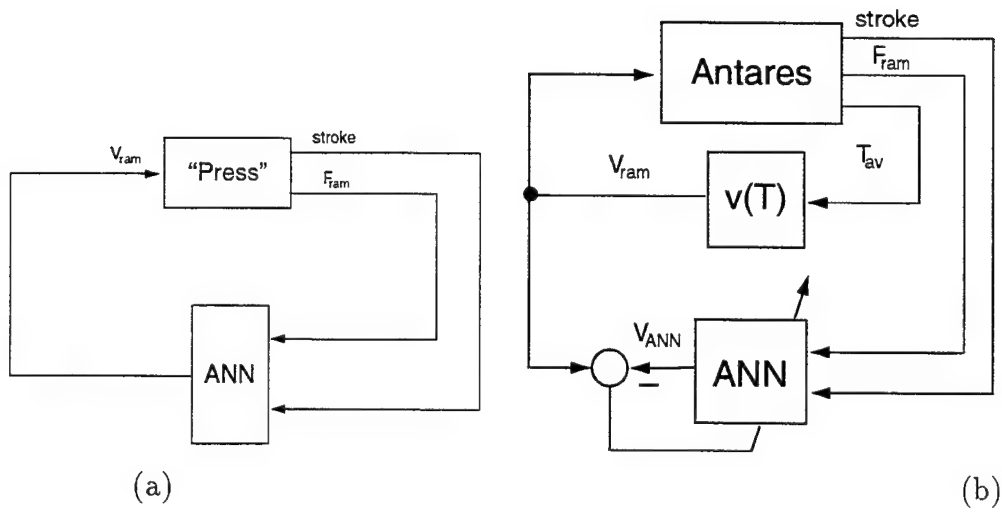 stroke
V_ram
"Press"
F_ram
ANN
(a)
stroke
F_ram
Antares
T_av
V_ram
v(T)
V_ANN
ANN
−
(b)